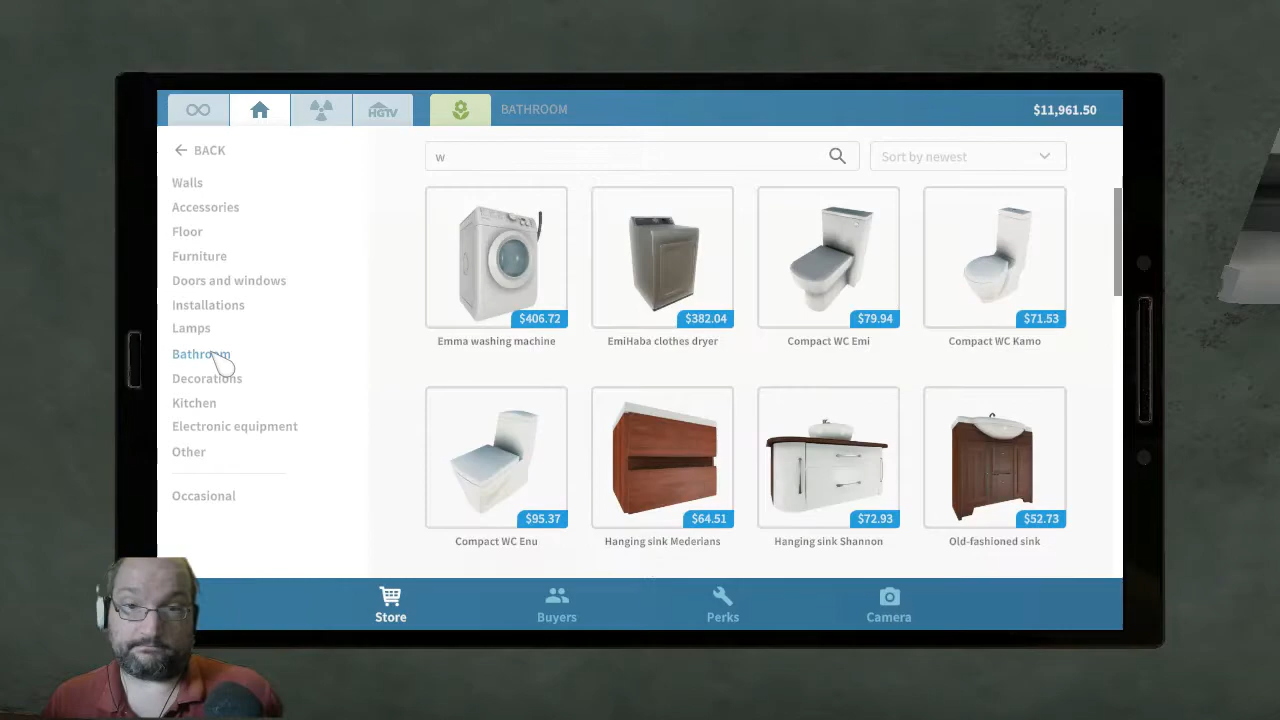 HGTV
BATHROOM
$11,961.50
BACK
w
Sort by newest
Walls
Accessories
Floor
Furniture
Doors and windows
Installations
Lamps
Bathroom
Decorations
Kitchen
Electronic equipment
Other
Occasional
$406.72
$382.04
$79.94
$71.53
Emma washing machine
EmiHaba clothes dryer
Compact WC Emi
Compact WC Kamo
$95.37
$64.51
$72.93
$52.73
Compact WC Enu
Hanging sink Mederians
Hanging sink Shannon
Old-fashioned sink
Store
Buyers
Perks
Camera